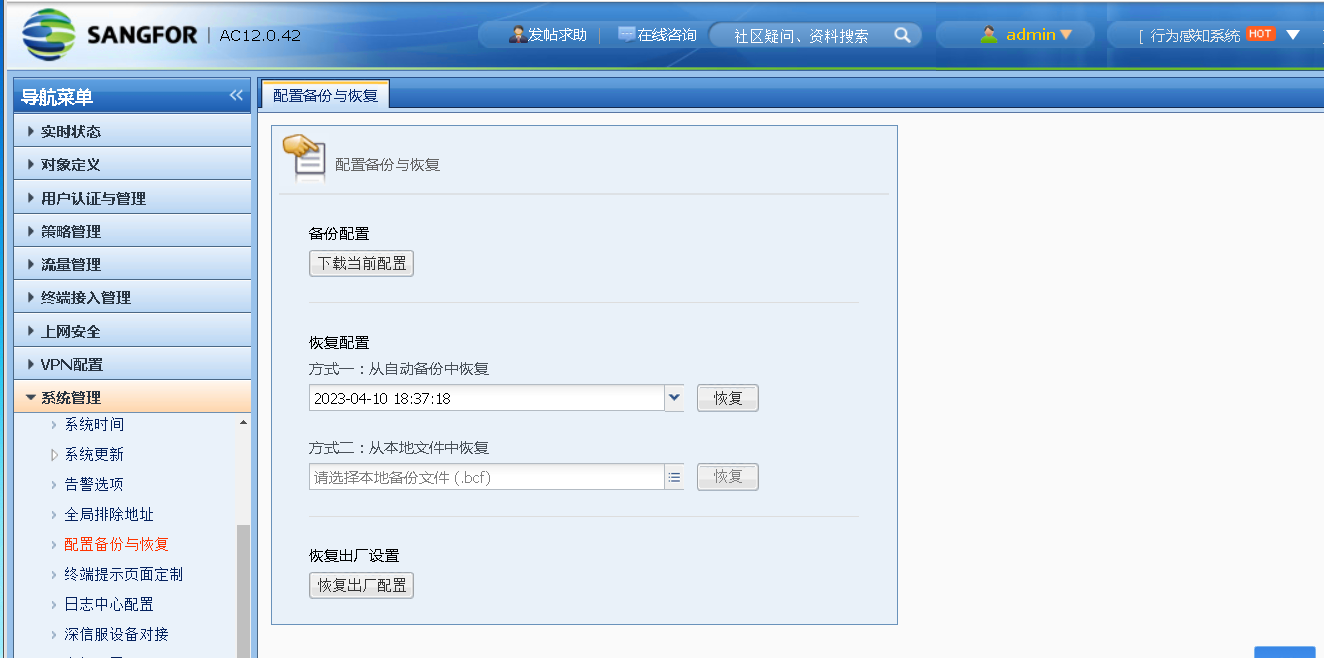 SANGFOR | AC12.0.42
发帖求助
在线咨询
社区疑问、资料搜索
admin
[ 行为感知系统 HOT
导航菜单
配置备份与恢复
实时状态
对象定义
用户认证与管理
策略管理
流量管理
终端接入管理
上网安全
VPN配置
系统管理
系统时间
系统更新
告警选项
全局排除地址
配置备份与恢复
终端提示页面定制
日志中心配置
深信服设备对接
配置备份与恢复
备份配置
下载当前配置
恢复配置
方式一：从自动备份中恢复
2023-04-10 18:37:18
恢复
方式二：从本地文件中恢复
请选择本地备份文件 (.bcf)
恢复
恢复出厂设置
恢复出厂配置